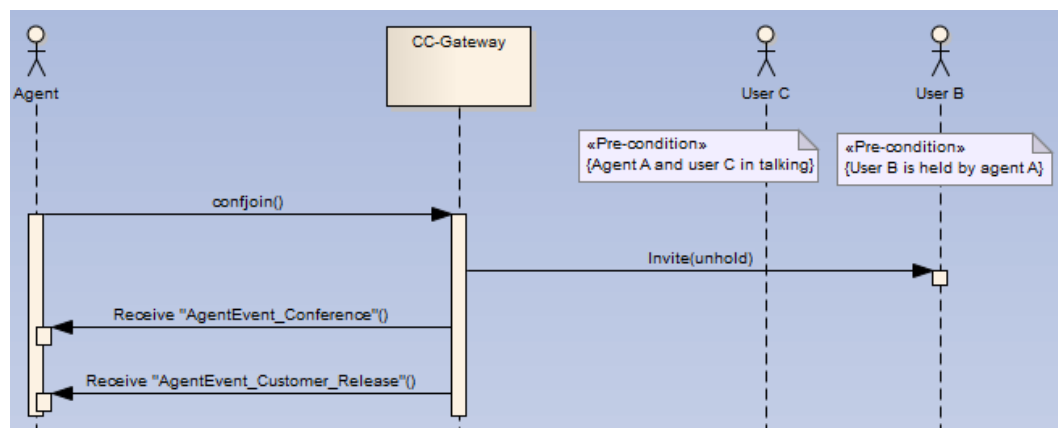 CC-Gateway
Agent
User C
User B
«Pre-condition»
{Agent A and user C in talking}
«Pre-condition»
{User B is held by agent A}
confjoin()
Invite(unhold)
Receive "AgentEvent_Conference"()
Receive "AgentEvent_Customer_Release"()